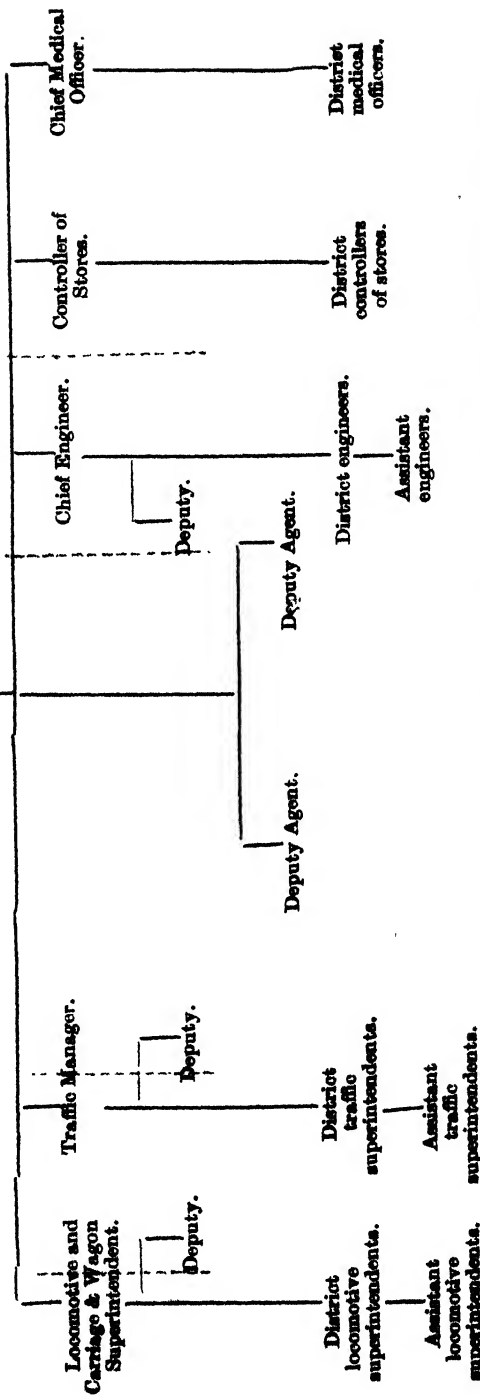 Locomotive and
Carriage & Wagon
Superintendent.
Deputy.
District
locomotive
superintendents.
Assistant
locomotive
superintendents.
Traffic Manager.
Deputy.
District
traffic
superintendents.
Assistant
traffic
superintendents.
Deputy Agent.
Deputy Agent.
Chief Engineer.
Deputy.
District engineers.
Assistant
engineers.
Controller of
Stores.
District
controllers
of stores.
Chief Medical
Officer.
District
medical
officers.